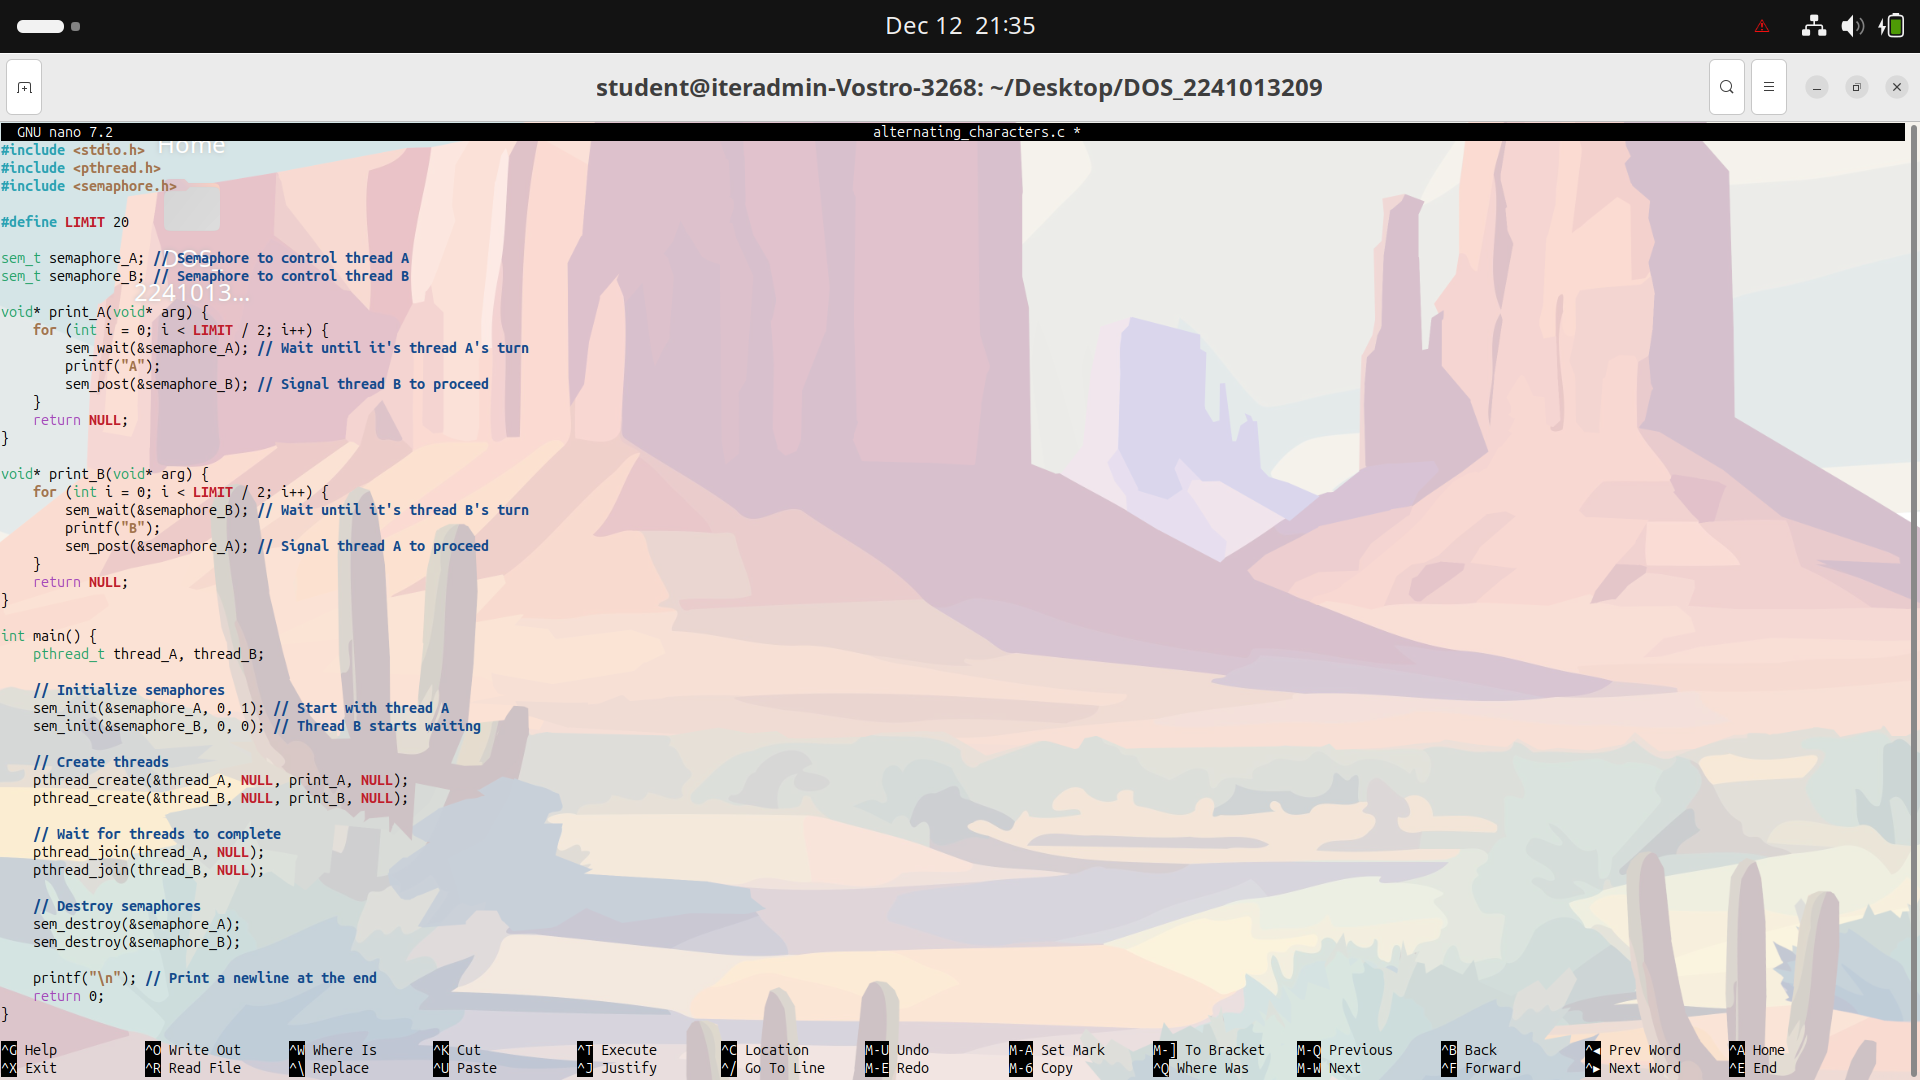 Dec 12 21:35
student@iteradmin-Vostro-3268: ~/Desktop/DOS_2241013209
GNU nano 7.2 alternating_characters.c *
Home
#include <stdio.h>
#include <pthread.h>
#include <semaphore.h>
#define LIMIT 20
DOS_
2241013...
sem_t semaphore_A; // Semaphore to control thread A
sem_t semaphore_B; // Semaphore to control thread B
void* print_A(void* arg) {
    for (int i = 0; i < LIMIT / 2; i++) {
        sem_wait(&semaphore_A); // Wait until it's thread A's turn
        printf("A");
        sem_post(&semaphore_B); // Signal thread B to proceed
    }
    return NULL;
}
void* print_B(void* arg) {
    for (int i = 0; i < LIMIT / 2; i++) {
        sem_wait(&semaphore_B); // Wait until it's thread B's turn
        printf("B");
        sem_post(&semaphore_A); // Signal thread A to proceed
    }
    return NULL;
}
int main() {
    pthread_t thread_A, thread_B;
    // Initialize semaphores
    sem_init(&semaphore_A, 0, 1); // Start with thread A
    sem_init(&semaphore_B, 0, 0); // Thread B starts waiting
    // Create threads
    pthread_create(&thread_A, NULL, print_A, NULL);
    pthread_create(&thread_B, NULL, print_B, NULL);
    // Wait for threads to complete
    pthread_join(thread_A, NULL);
    pthread_join(thread_B, NULL);
    // Destroy semaphores
    sem_destroy(&semaphore_A);
    sem_destroy(&semaphore_B);
    printf("\n"); // Print a newline at the end
    return 0;
}
^G Help ^O Write Out ^W Where Is ^K Cut ^T Execute ^C Location M-U Undo M-A Set Mark M-] To Bracket M-Q Previous ^B Back ^◂ Prev Word ^A Home
^X Exit ^R Read File ^\ Replace ^U Paste ^J Justify ^/ Go To Line M-E Redo M-6 Copy ^Q Where Was M-W Next ^F Forward ^▸ Next Word ^E End